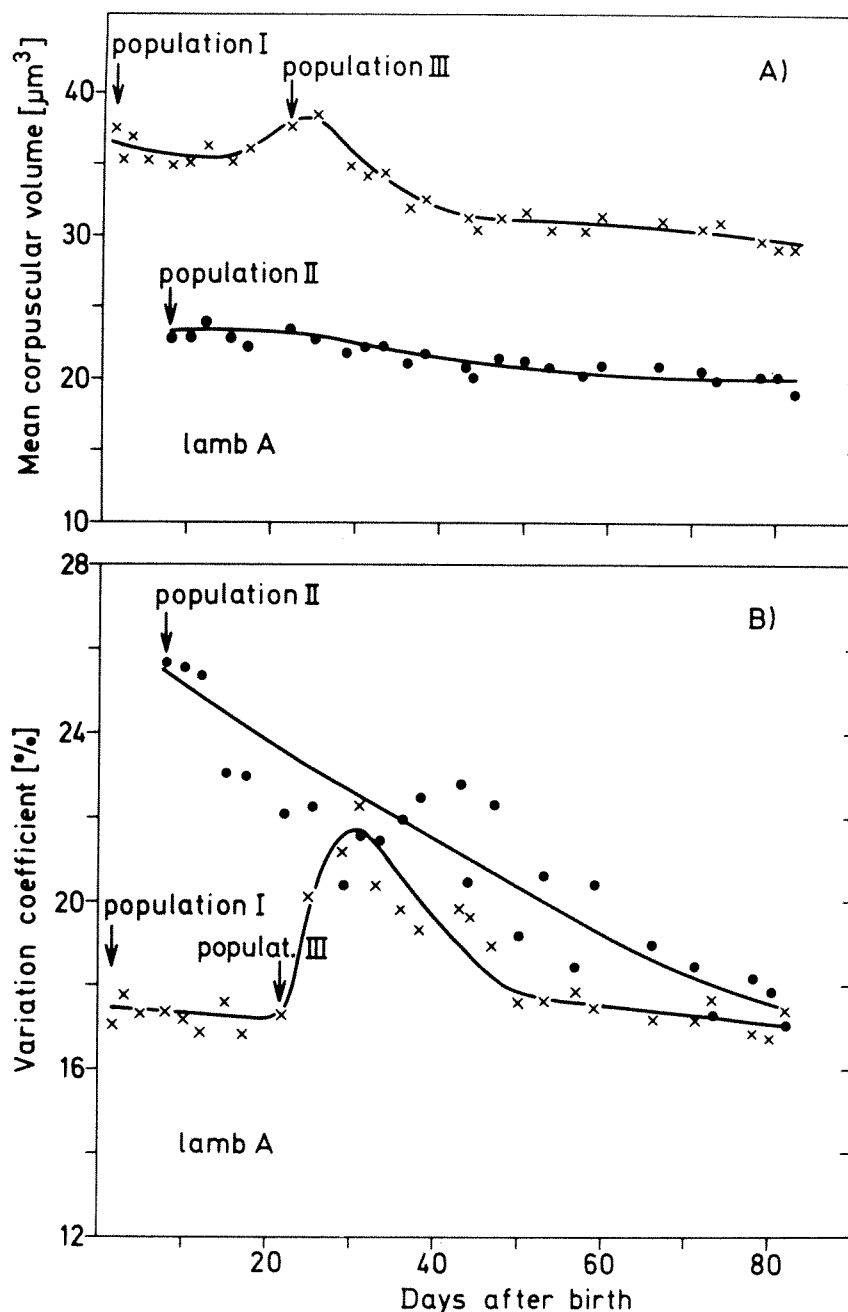 population I
population III
A)
Mean corpuscular volume [µm³]
40
30
20
10
population II
lamb A
28
24
20
16
12
population II
B)
Variation coefficient [%]
population I
populat. III
lamb A
20
40
60
80
Days after birth